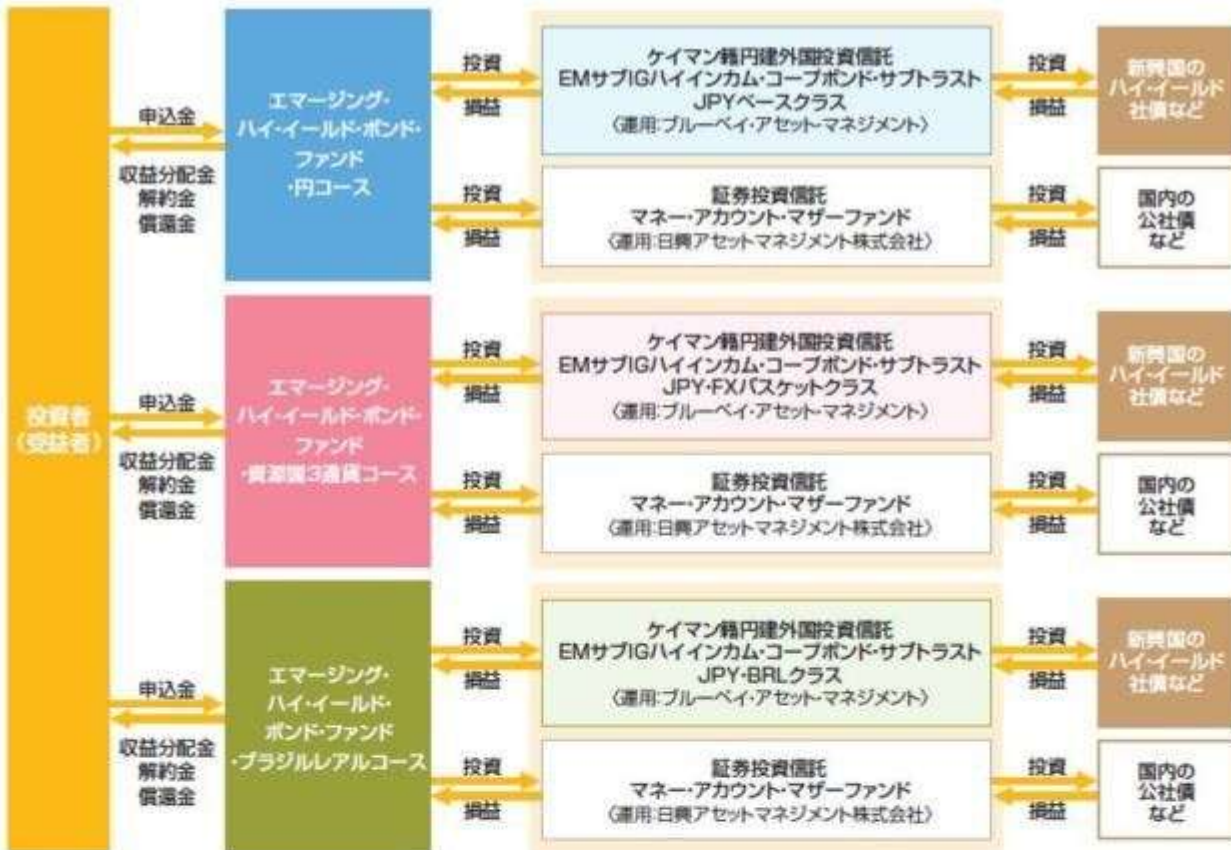 投資者
(受益者)
申込金
収益分配金
解約金
償還金
エマージング・
ハイ・イールド・ボンド・
ファンド
・円コース
投資
損益
ケイマン籍円建外国投資信託
EMサブIGハイインカム・コープボンド・サブトラスト
JPYベースクラス
〈運用:ブルーベイ・アセット・マネジメント〉
投資
損益
新興国の
ハイ・イールド
社債など
投資
損益
証券投資信託
マネー・アカウント・マザーファンド
〈運用:日興アセットマネジメント株式会社〉
投資
損益
国内の
公社債
など
申込金
収益分配金
解約金
償還金
エマージング・
ハイ・イールド・ボンド・
ファンド
・資源国3通貨コース
投資
損益
ケイマン籍円建外国投資信託
EMサブIGハイインカム・コープボンド・サブトラスト
JPY・FXバスケットクラス
〈運用:ブルーベイ・アセット・マネジメント〉
投資
損益
新興国の
ハイ・イールド
社債など
投資
損益
証券投資信託
マネー・アカウント・マザーファンド
〈運用:日興アセットマネジメント株式会社〉
投資
損益
国内の
公社債
など
申込金
収益分配金
解約金
償還金
エマージング・
ハイ・イールド・
ボンド・ファンド
・ブラジルレアルコース
投資
損益
ケイマン籍円建外国投資信託
EMサブIGハイインカム・コープボンド・サブトラスト
JPY・BRLクラス
〈運用:ブルーベイ・アセット・マネジメント〉
投資
損益
新興国の
ハイ・イールド
社債など
投資
損益
証券投資信託
マネー・アカウント・マザーファンド
〈運用:日興アセットマネジメント株式会社〉
投資
損益
国内の
公社債
など